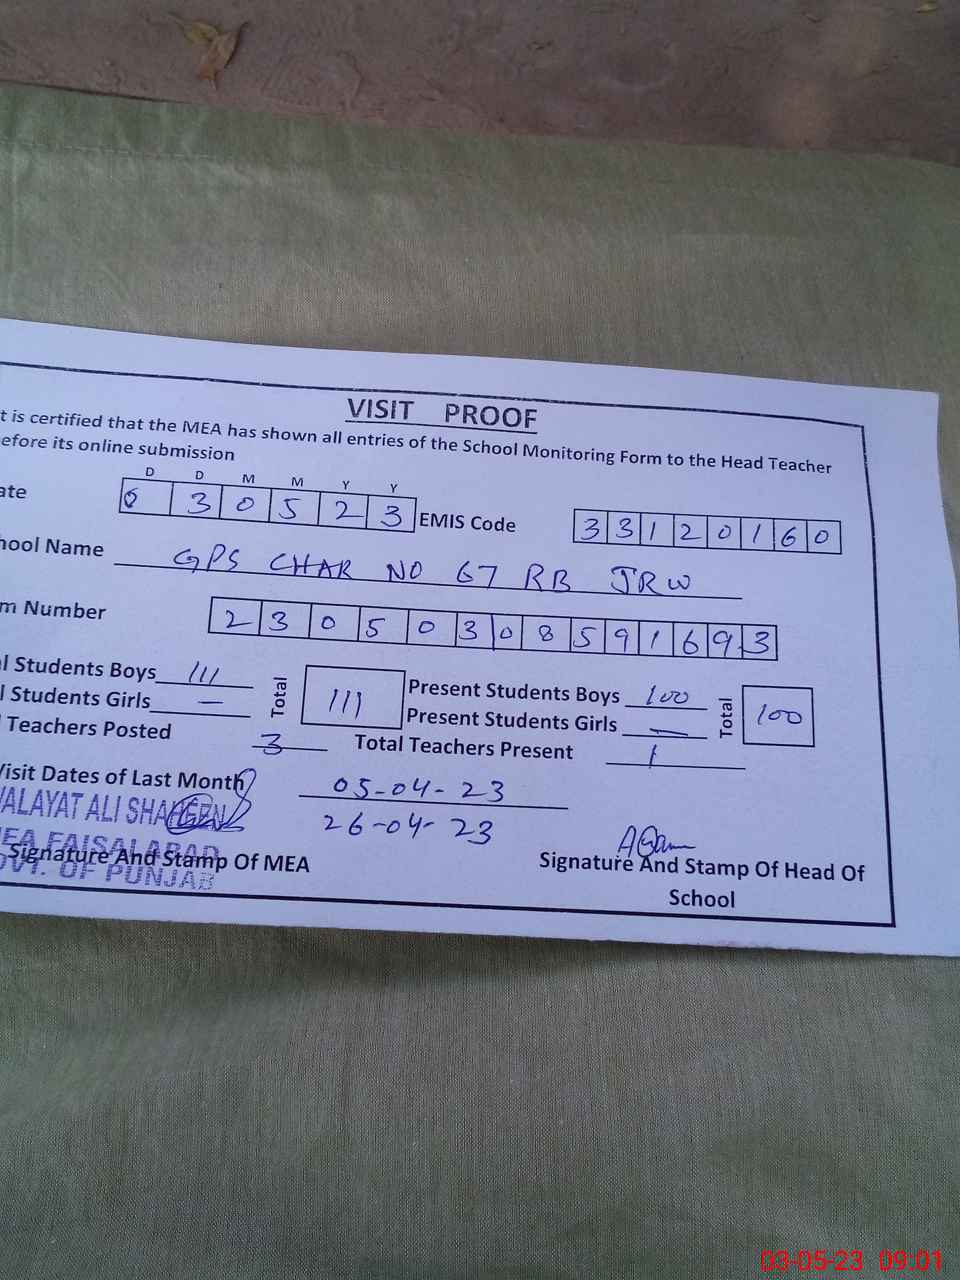 VISIT PROOF
t is certified that the MEA has shown all entries of the School Monitoring Form to the Head Teacher
efore its online submission
D D M M Y Y
ate 0 3 0 5 2 3 EMIS Code 3 3 1 2 0 1 6 0
hool Name GPS CHAK NO 67 RB JRW
m Number 2 3 0 5 0 3 0 8 5 9 1 6 9 3
l Students Boys 111 Total 111 Present Students Boys 100 Total 100
l Students Girls — Present Students Girls —
l Teachers Posted 3 Total Teachers Present 1
Visit Dates of Last Month 05-04-23
26-04-23
WALAYAT ALI SHAHEEN
MEA FAISALABAD
OVT. OF PUNJAB
Signature And Stamp Of MEA
Signature And Stamp Of Head Of
School
03-05-23 09:01